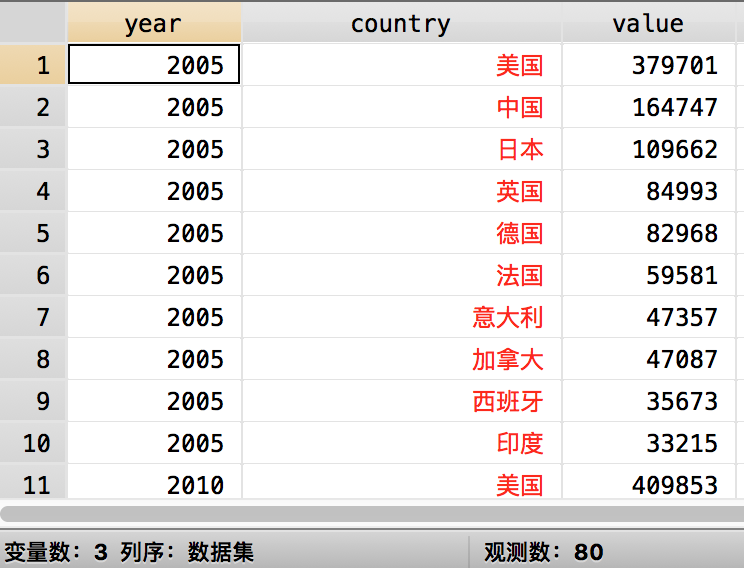 year country value
1 2005 美国 379701
2 2005 中国 164747
3 2005 日本 109662
4 2005 英国 84993
5 2005 德国 82968
6 2005 法国 59581
7 2005 意大利 47357
8 2005 加拿大 47087
9 2005 西班牙 35673
10 2005 印度 33215
11 2010 美国 409853
变量数：3 列序：数据集 观测数：80